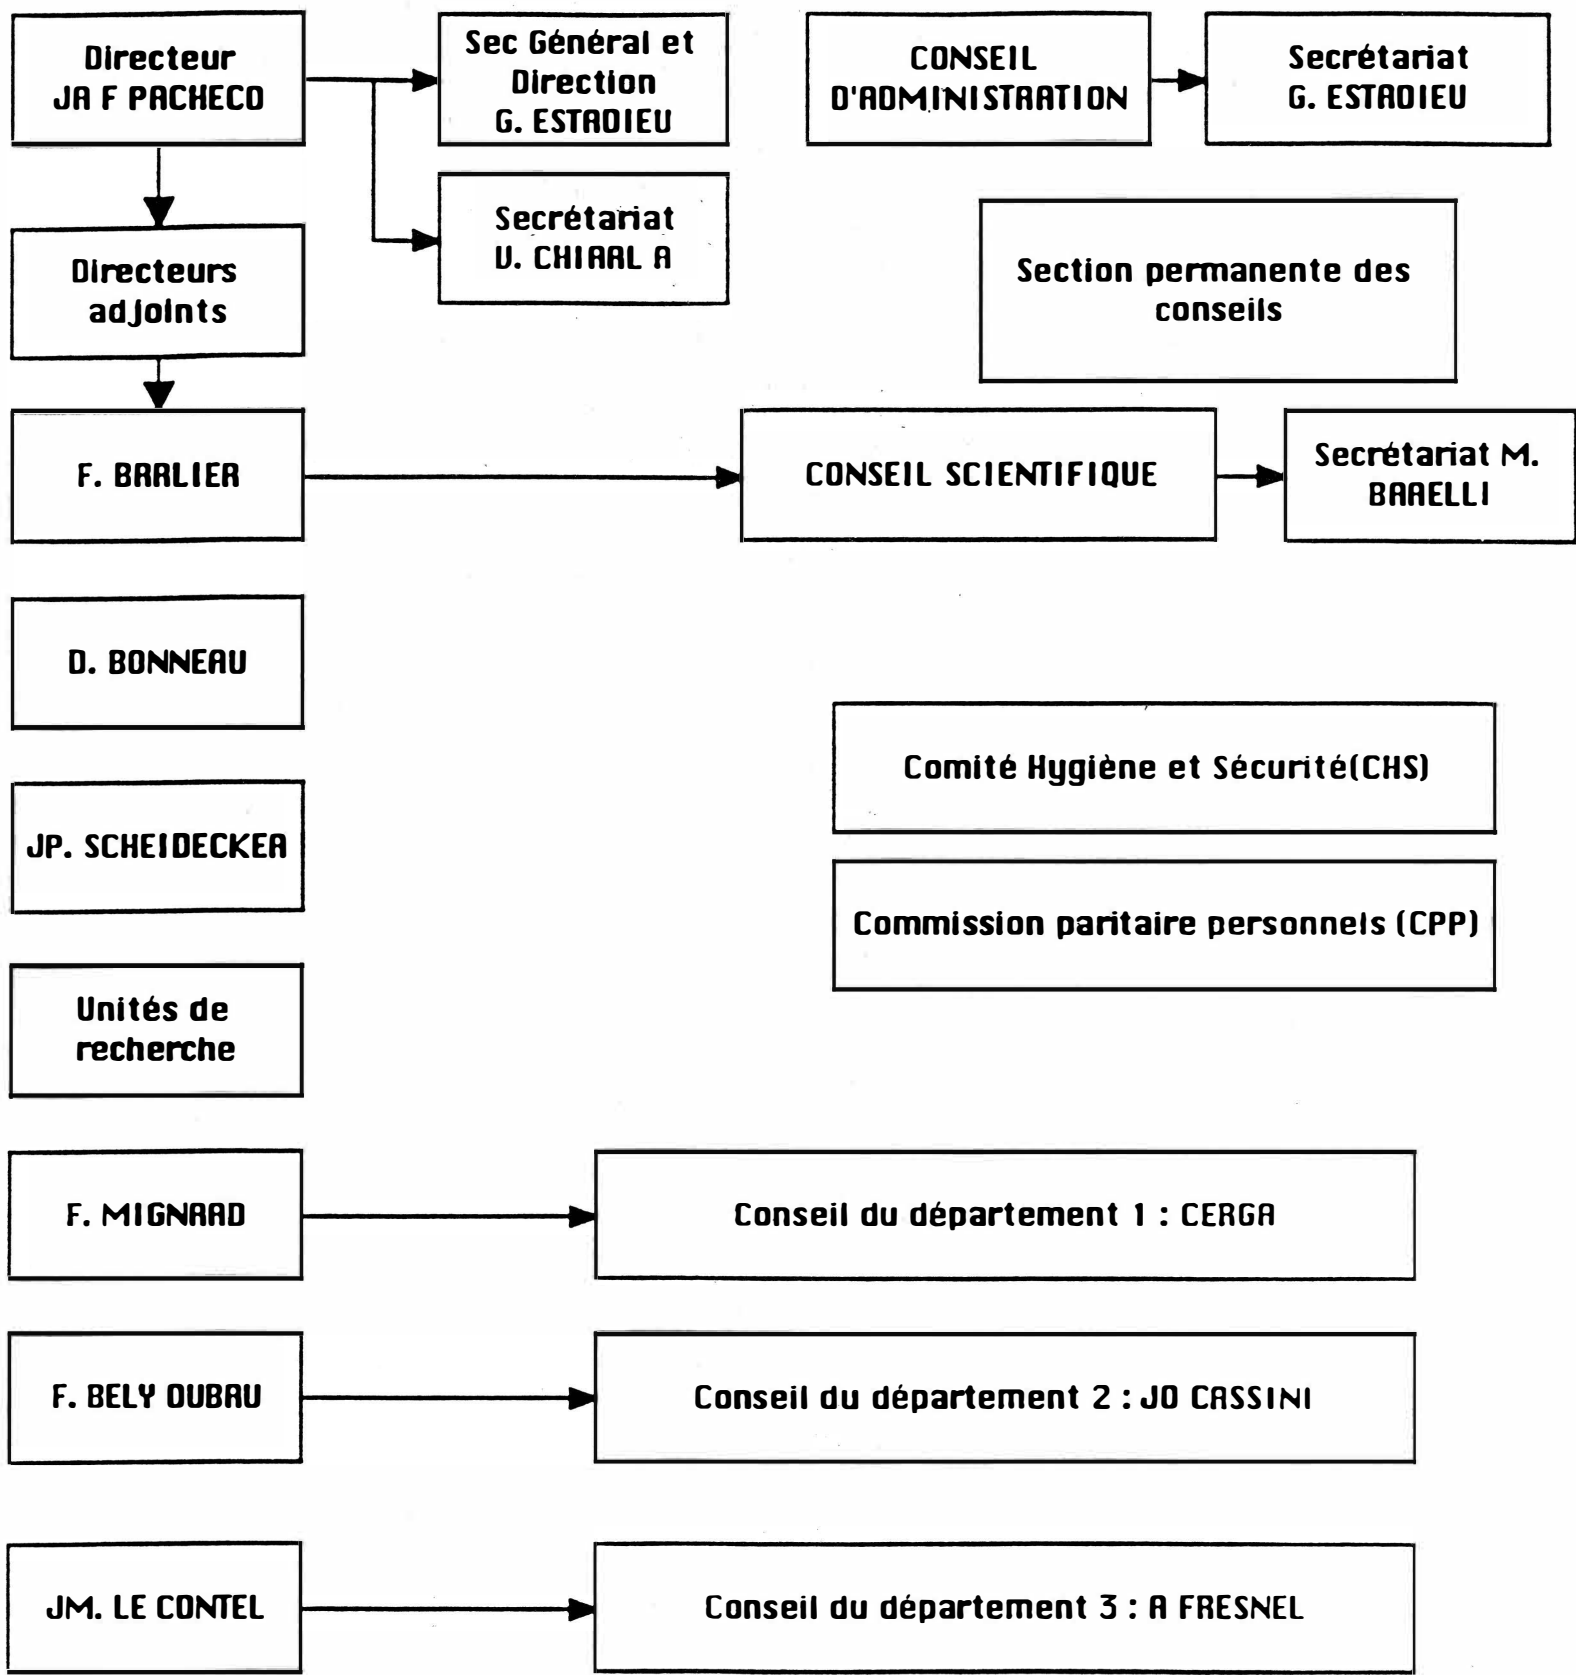 Directeur
JA F PACHECO
Sec Général et
Direction
G. ESTADIEU
CONSEIL
D'ADMINISTRATION
Secrétariat
G. ESTADIEU
Secrétariat
V. CHIARL A
Directeurs
adjoints
Section permanente des
conseils
F. BARLIER
CONSEIL SCIENTIFIQUE
Secrétariat M.
BARELLI
D. BONNEAU
Comité Hygiène et Sécurité(CHS)
JP. SCHEIDECKER
Commission paritaire personnels (CPP)
Unités de
recherche
F. MIGNARD
Conseil du département 1 : CERGA
F. BELY DUBAU
Conseil du département 2 : JD CASSINI
JM. LE CONTEL
Conseil du département 3 : A FRESNEL